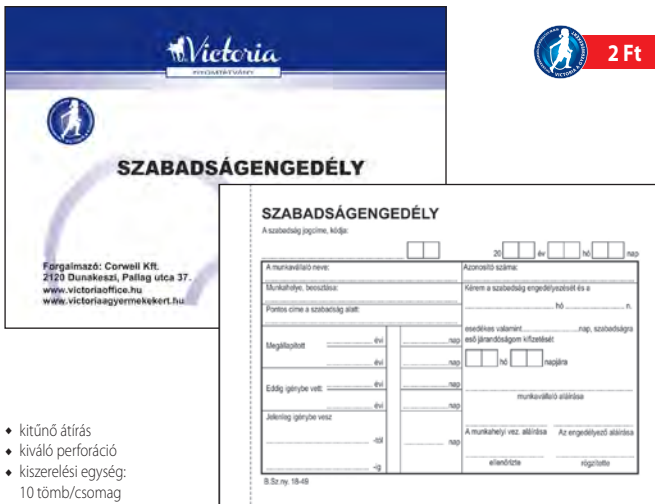 Victoria
NYOMTATVÁNY
2 Ft
SZABADSÁGENGEDÉLY
Forgalmazó: Corwell Kft.
2120 Dunakeszi, Pallag utca 37.
www.victoriaoffice.hu
www.victoriaagyermekekert.hu
SZABADSÁGENGEDÉLY
A szabadság jogcíme, kódja:
20 év hó nap
A munkavállaló neve:
Azonosító száma:
Munkahelye, beosztása:
Kérem a szabadság engedélyezését és a
Pontos címe a szabadság alatt:
hó n.
esedékes valamint nap, szabadságra
eső járandóságom kifizetését
Megállapított évi nap
évi nap
hó napjára
Eddig igénybe vett: évi nap
évi nap
munkavállaló aláírása
Jelenleg igénybe vesz
-tól nap
-ig
A munkahelyi vez. aláírása Az engedélyező aláírása
ellenőrizte rögzítette
B.Sz.ny. 18-49
kitűnő átírás
kiváló perforáció
kiszerelési egység:
10 tömb/csomag